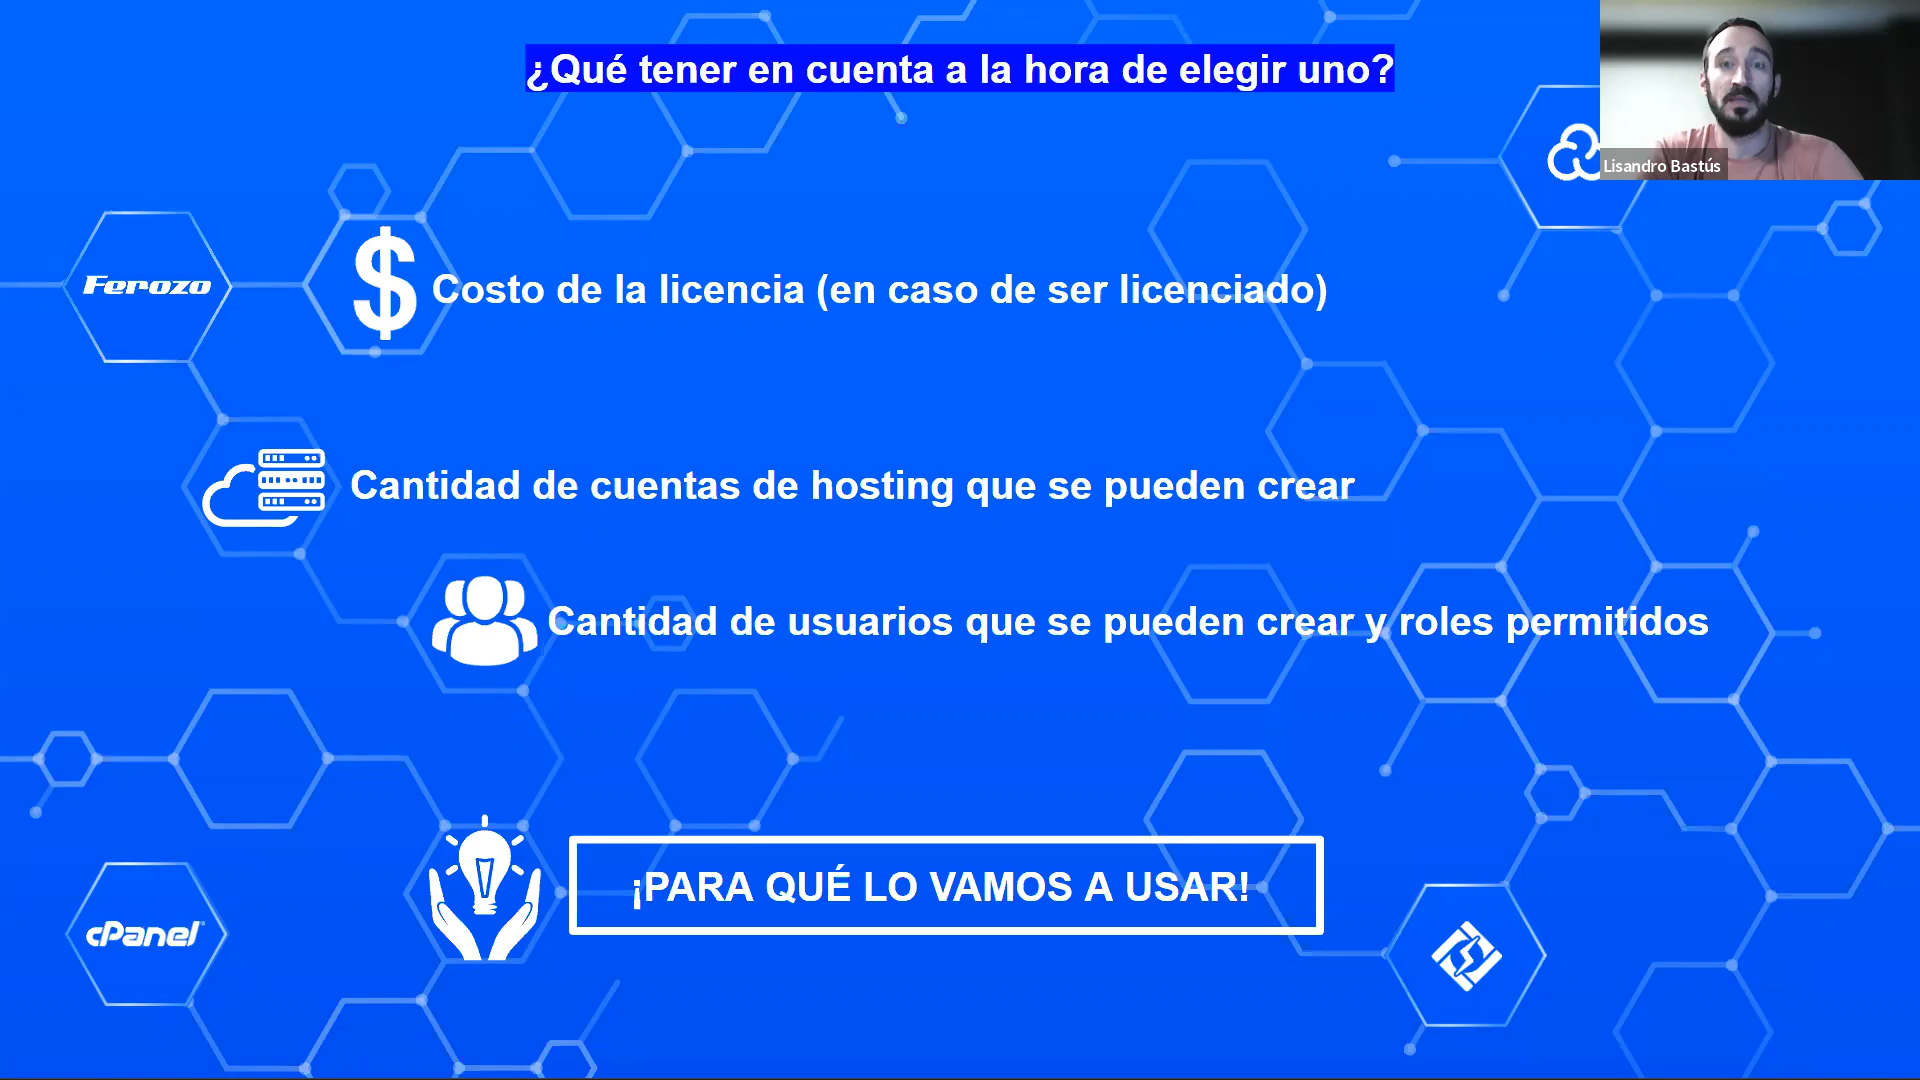 ¿Qué tener en cuenta a la hora de elegir uno?
Lisandro Bastús
Ferozo
$ Costo de la licencia (en caso de ser licenciado)
Cantidad de cuentas de hosting que se pueden crear
Cantidad de usuarios que se pueden crear y roles permitidos
¡PARA QUÉ LO VAMOS A USAR!
cPanel